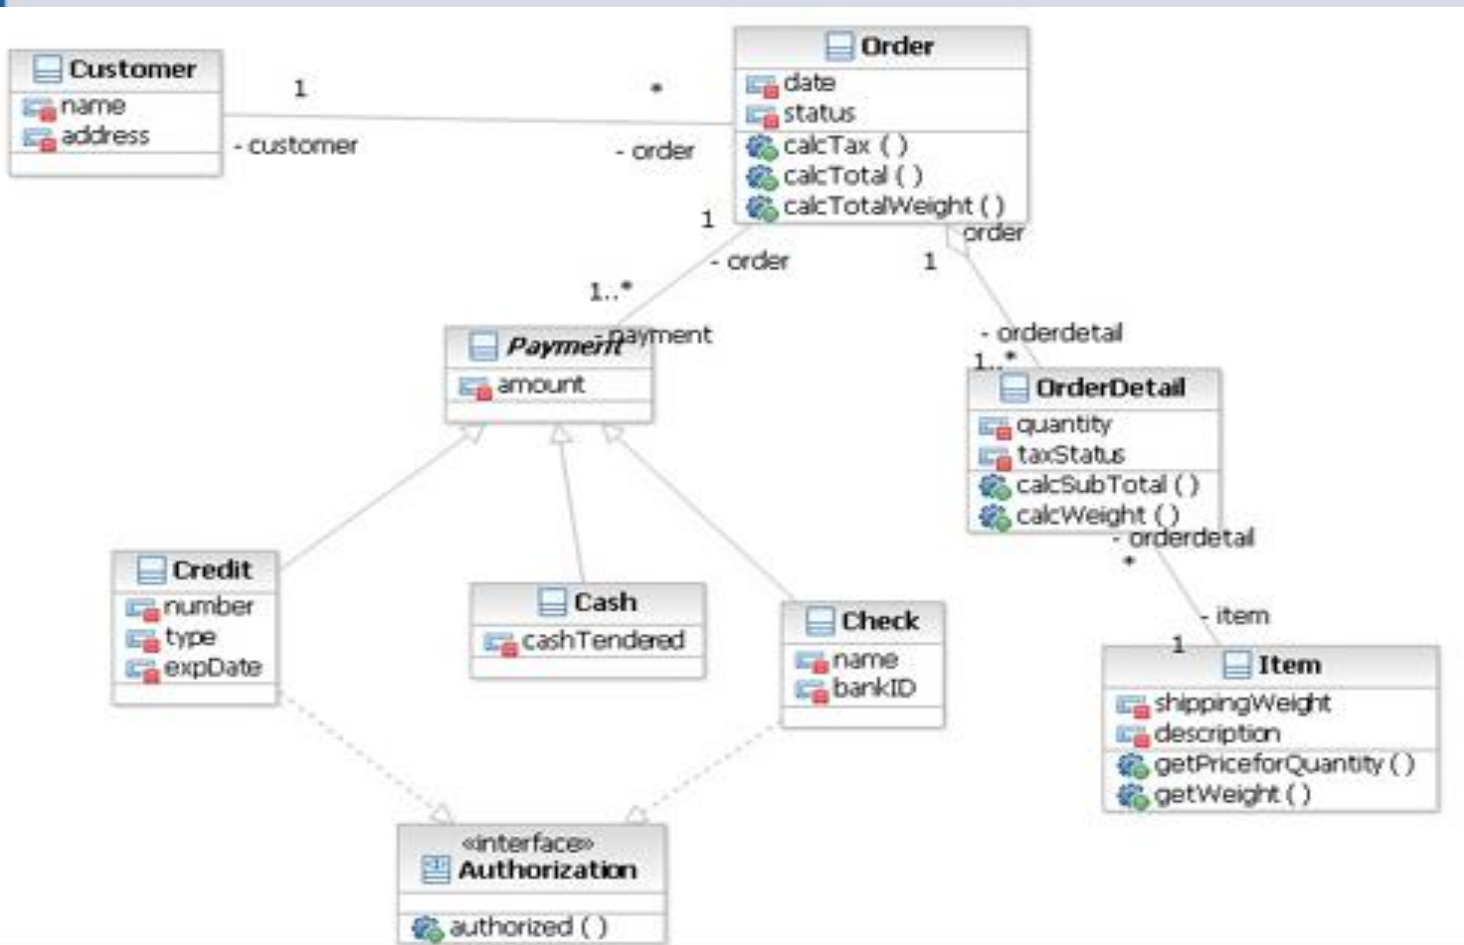 Customer
name
address
1
*
- customer
- order
Order
date
status
calcTax ( )
calcTotal ( )
calcTotalWeight ( )
1
- order
1..*
- payment
order
1
- orderdetail
1..*
Payment
amount
OrderDetail
quantity
taxStatus
calcSubTotal ( )
calcWeight ( )
- orderdetail
*
- item
1
Credit
number
type
expDate
Cash
cashTendered
Check
name
bankID
Item
shippingWeight
description
getPriceforQuantity ( )
getWeight ( )
«interface»
Authorization
authorized ( )